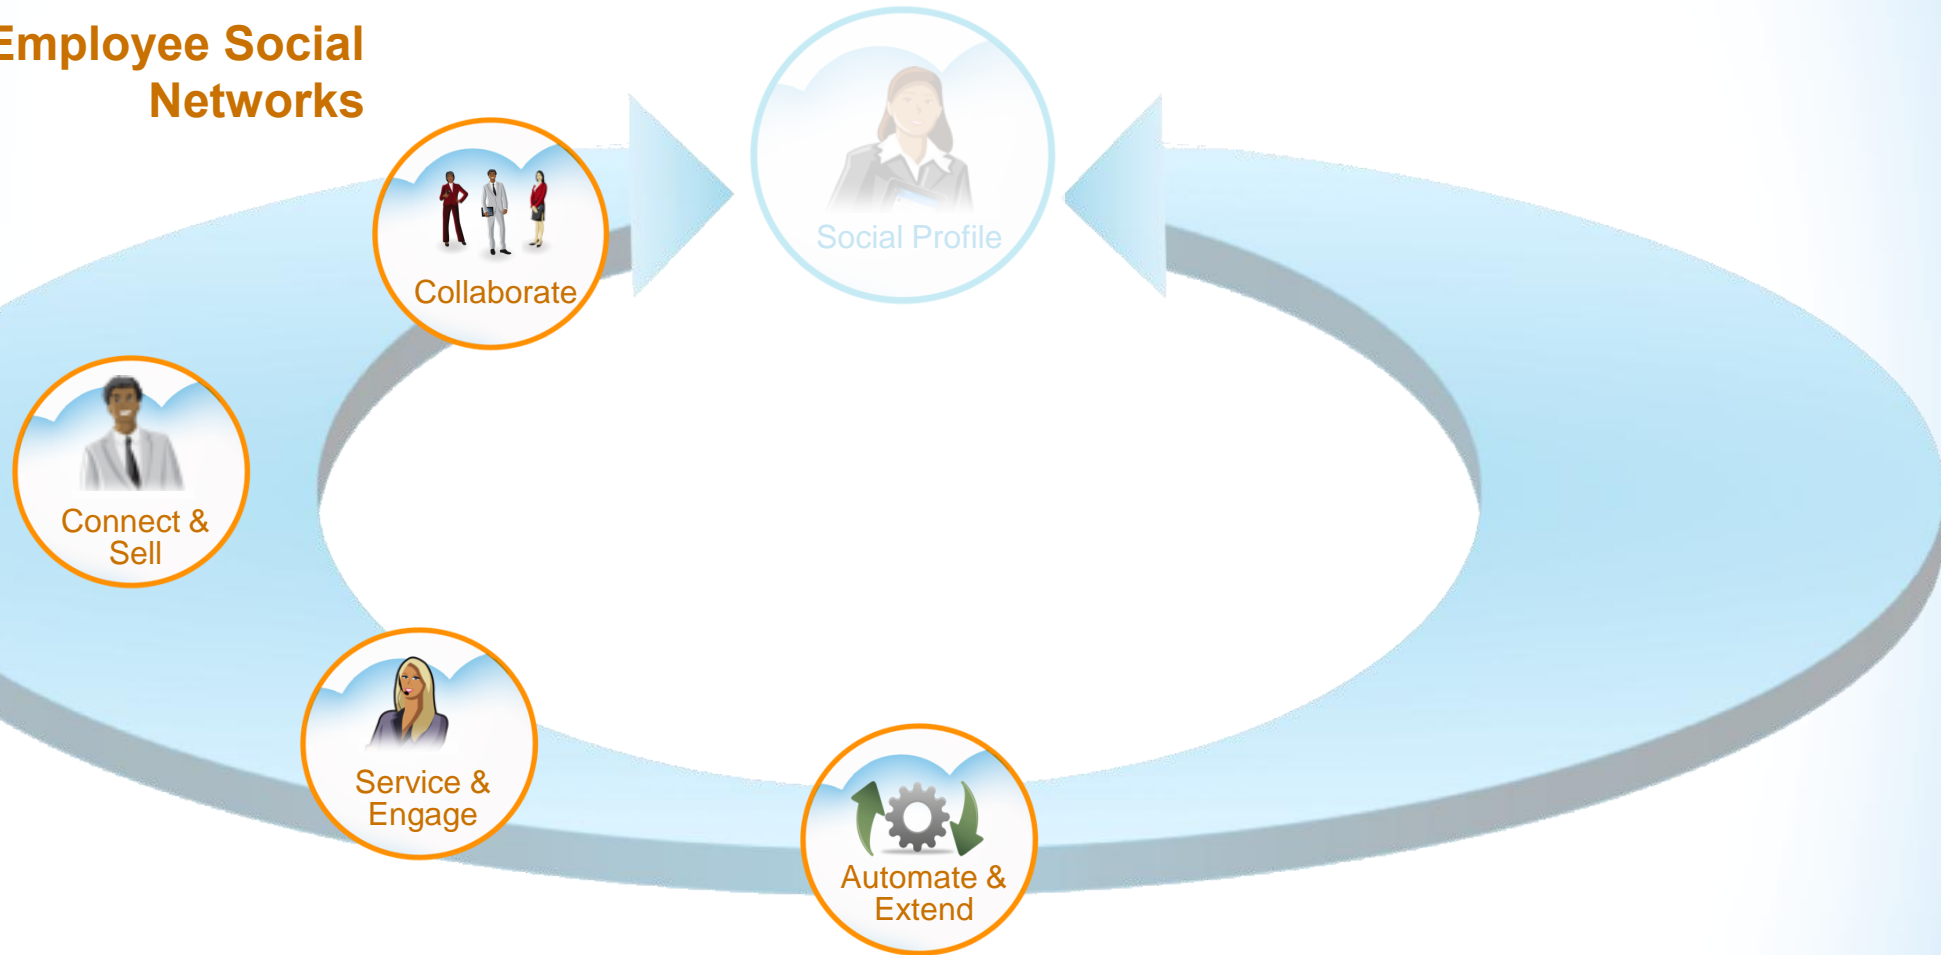 Employee Social
Networks
Social Profile
Collaborate
Connect &
Sell
Service &
Engage
Automate &
Extend